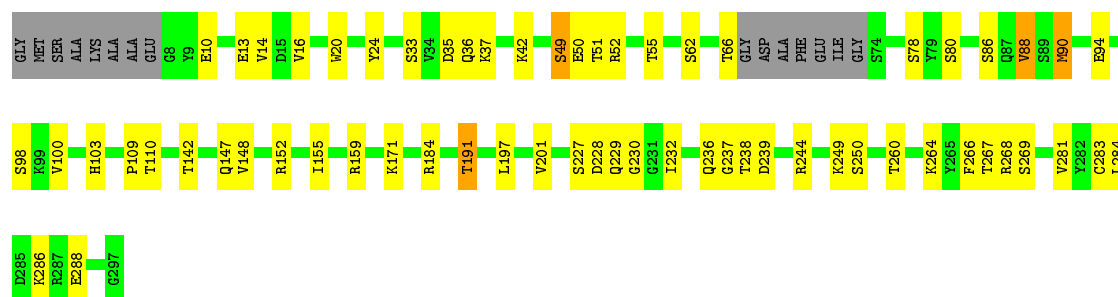 GLY MET SER ALA LYS ALA ALA GLU G8 Y9 E10 E13 V14 D15 V16 W20 Y24 S33 V34 D35 Q36 K37 K42 S49 E50 T51 R52 T55 S62 T66 GLY ASP ALA PHE GLU ILE GLY S74 S78 Y79 S80 S86 Q87 V88 S89 M90 E94
S98 K99 V100 H103 P109 T110 T142 Q147 V148 R152 I155 R159 K171 R184 T191 L197 V201 S227 D228 Q229 G230 G231 I232 Q236 G237 T238 D239 R244 K249 S250 T260 K264 Y265 F266 T267 R268 S269 V281 Y282 C283 L284
D285 K286 R287 E288 G297